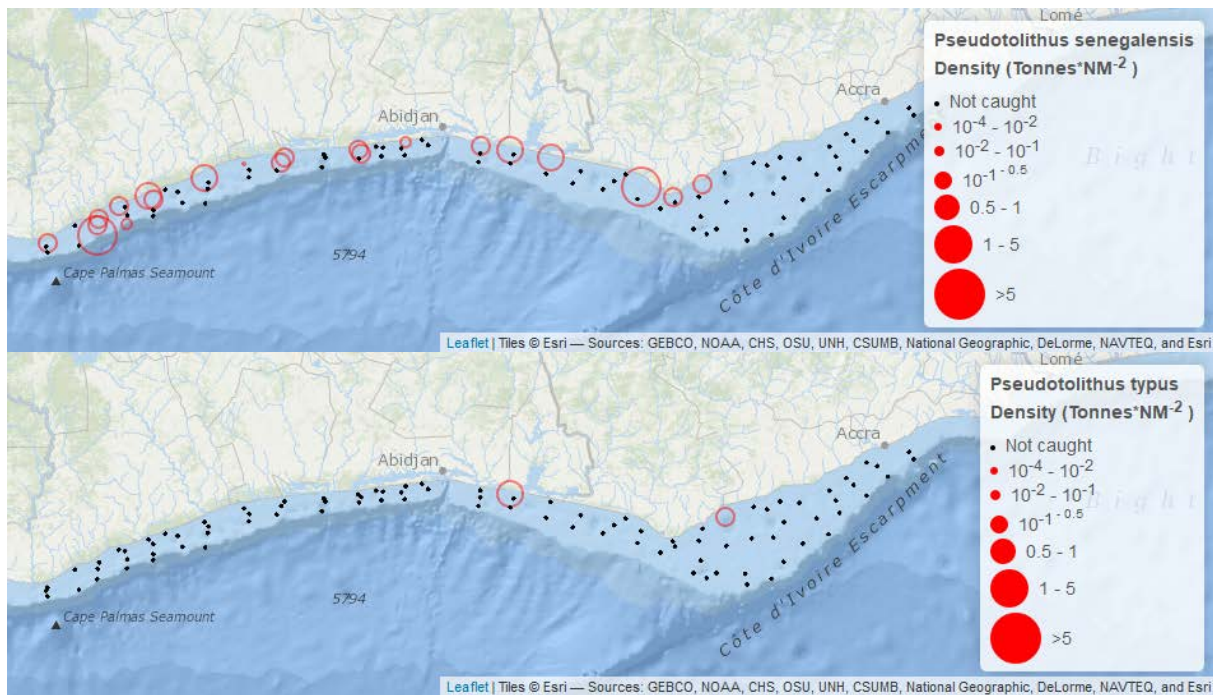 Lomé
Pseudotolithus senegalensis
Density (Tonnes*NM-2 )
Not caught
10-4 - 10-2
10-2 - 10-1
10-1 - 0.5
0.5 - 1
1 - 5
>5
Accra
Abidjan
Bight
Côte d'Ivoire Escarpment
5794
Cape Palmas Seamount
Leaflet | Tiles © Esri — Sources: GEBCO, NOAA, CHS, OSU, UNH, CSUMB, National Geographic, DeLorme, NAVTEQ, and Esri
Lomé
Pseudotolithus typus
Density (Tonnes*NM-2 )
Not caught
10-4 - 10-2
10-2 - 10-1
10-1 - 0.5
0.5 - 1
1 - 5
>5
Accra
Abidjan
Bight
Côte d'Ivoire Escarpment
5794
Cape Palmas Seamount
Leaflet | Tiles © Esri — Sources: GEBCO, NOAA, CHS, OSU, UNH, CSUMB, National Geographic, DeLorme, NAVTEQ, and Esri